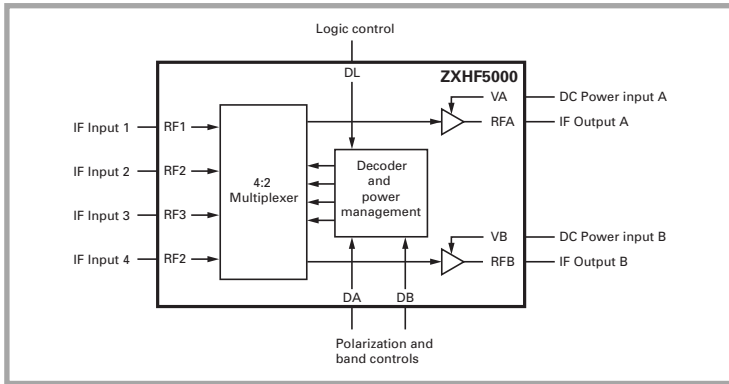 Logic control
DL
ZXHF5000
VA
DC Power input A
IF Input 1
RF1
RFA
IF Output A
IF Input 2
RF2
4:2
Multiplexer
Decoder
and
power
management
IF Input 3
RF3
VB
DC Power input B
IF Input 4
RF2
RFB
IF Output B
DA
DB
Polarization and
band controls